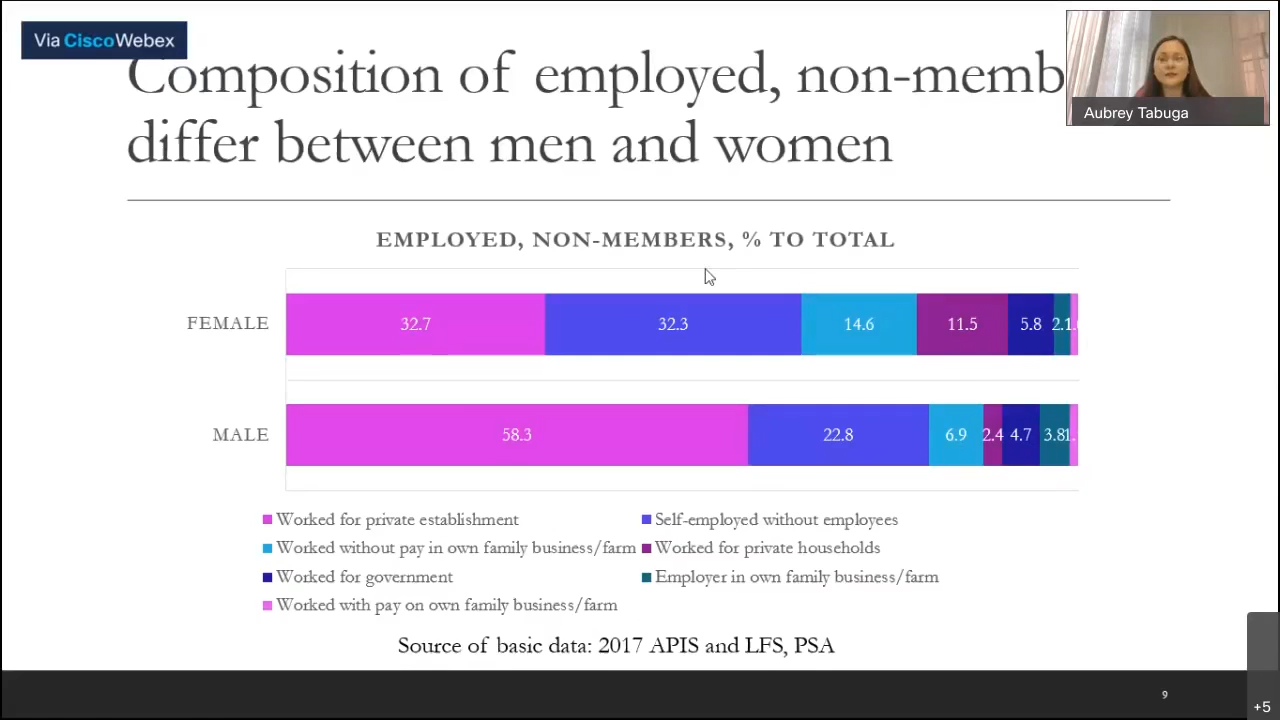 Via CiscoWebex
Composition of employed, non-memb
differ between men and women
Aubrey Tabuga
EMPLOYED, NON-MEMBERS, % TO TOTAL
FEMALE 32.7 32.3 14.6 11.5 5.8
MALE 58.3 22.8 6.9 2.4 4.7 3.8
Worked for private establishment Self-employed without employees
Worked without pay in own family business/farm Worked for private households
Worked for government Employer in own family business/farm
Worked with pay on own family business/farm
Source of basic data: 2017 APIS and LFS, PSA
9
+5